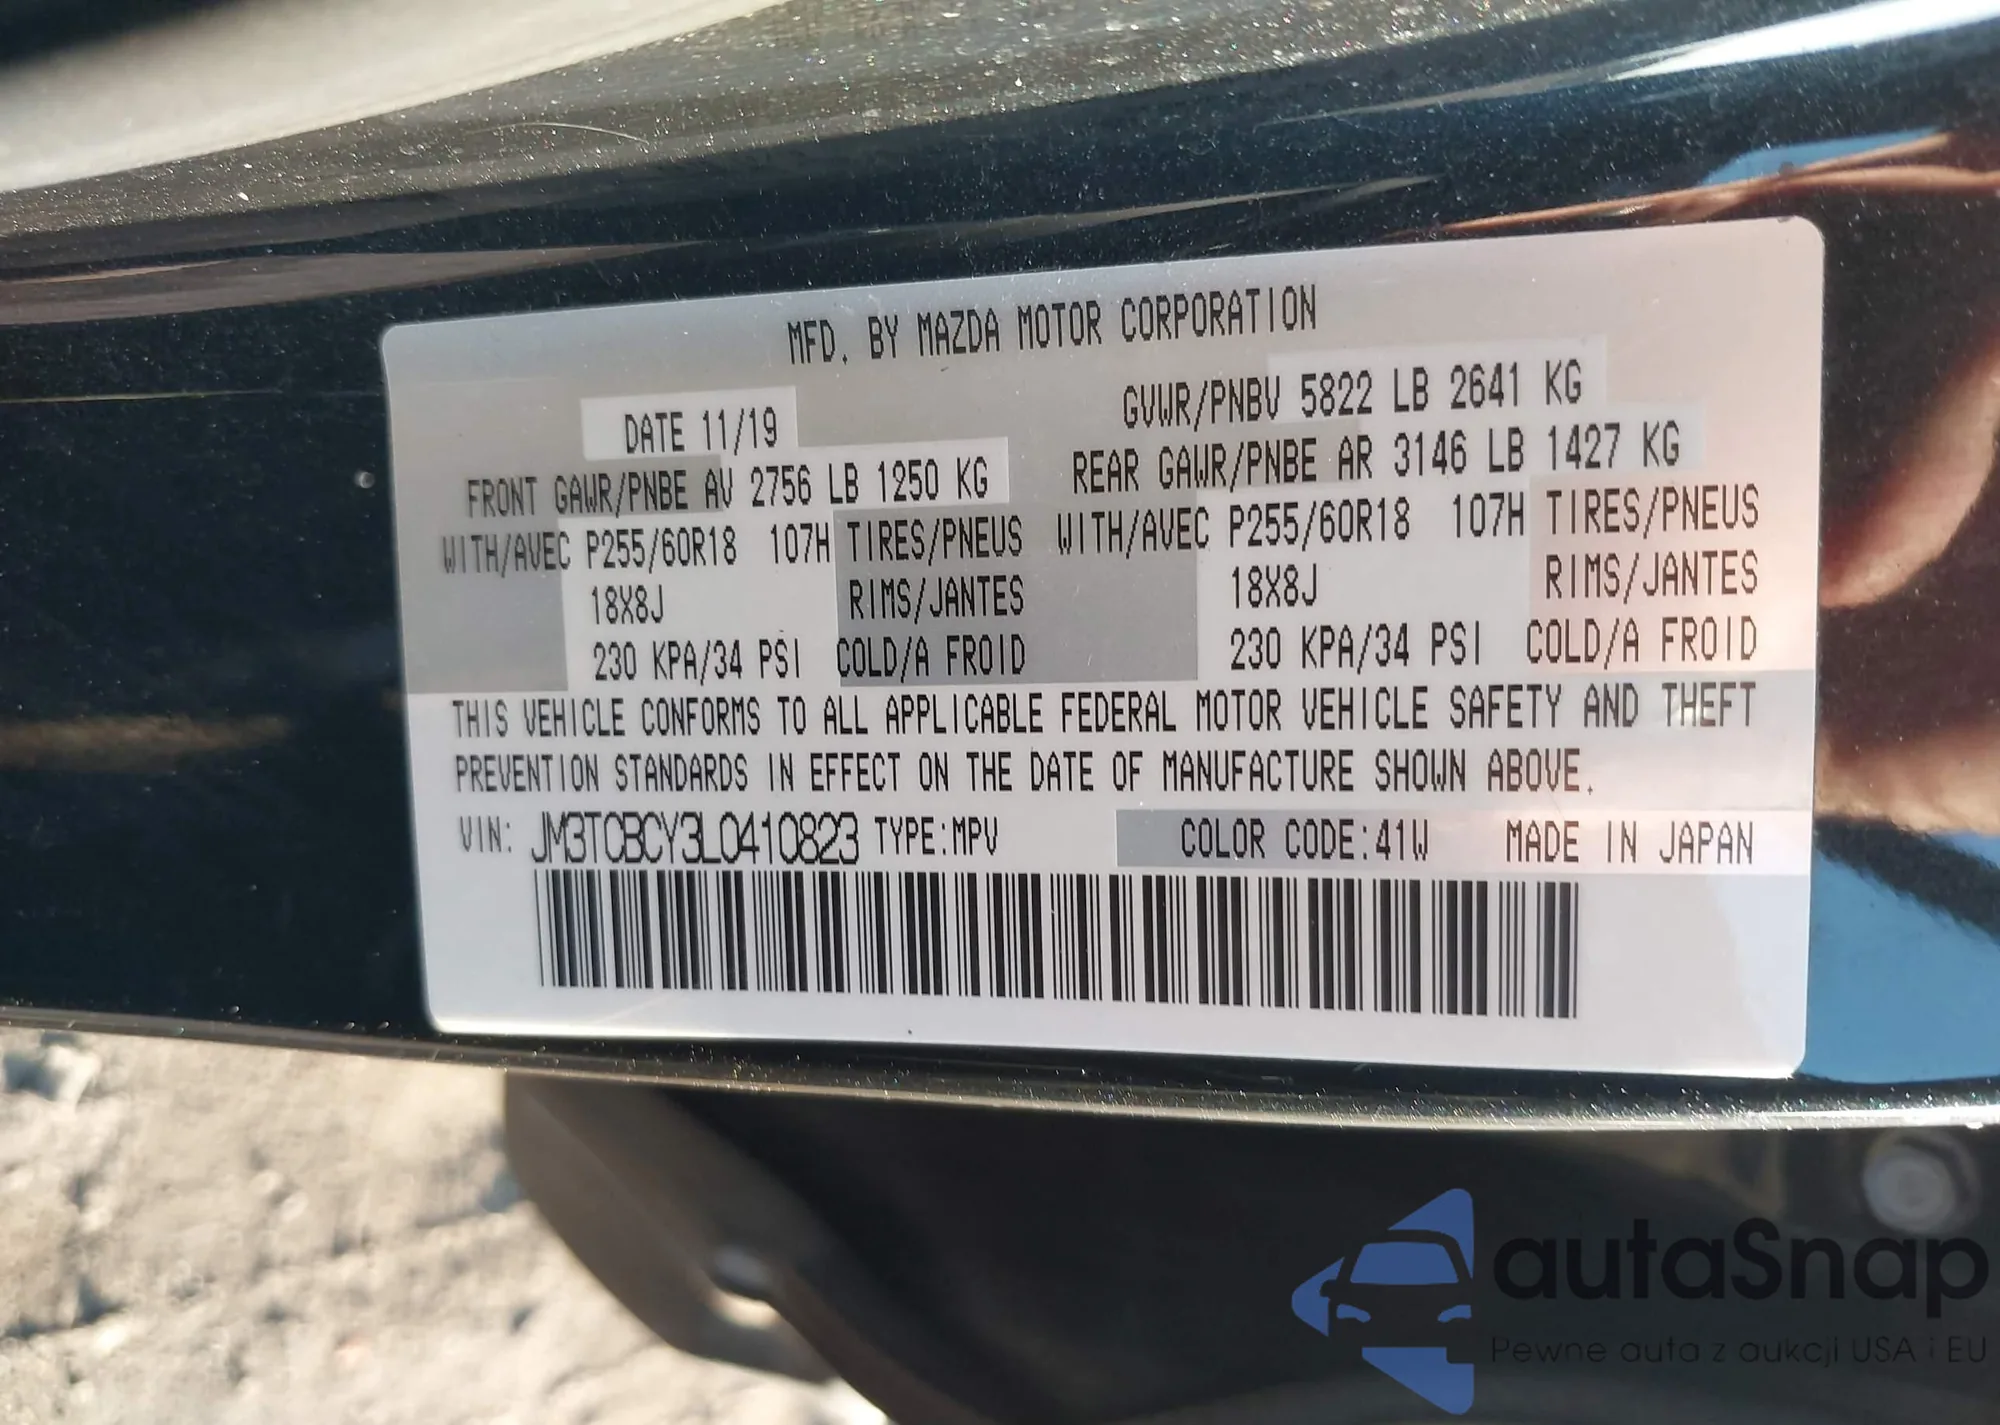 MFD. BY MAZDA MOTOR CORPORATION
DATE 11/19 GVWR/PNBV 5822 LB 2641 KG
FRONT GAWR/PNBE AV 2756 LB 1250 KG REAR GAWR/PNBE AR 3146 LB 1427 KG
WITH/AVEC P255/60R18 107H TIRES/PNEUS WITH/AVEC P255/60R18 107H TIRES/PNEUS
18X8J RIMS/JANTES 18X8J RIMS/JANTES
230 KPA/34 PSI COLD/A FROID 230 KPA/34 PSI COLD/A FROID
THIS VEHICLE CONFORMS TO ALL APPLICABLE FEDERAL MOTOR VEHICLE SAFETY AND THEFT
PREVENTION STANDARDS IN EFFECT ON THE DATE OF MANUFACTURE SHOWN ABOVE.
VIN: JM3TCBCY3L0410823 TYPE:MPV COLOR CODE:41W MADE IN JAPAN
autaSnap
Pewne auta z aukcji USA i EU